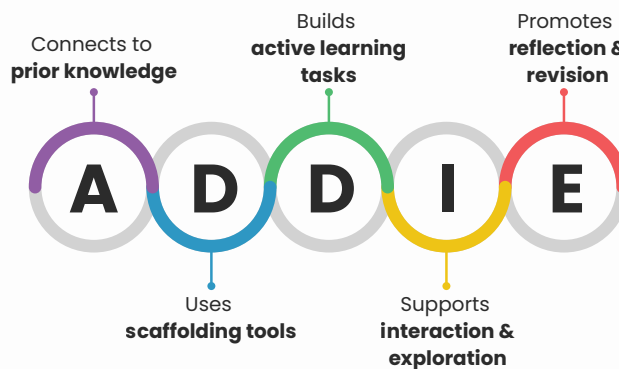 Connects to
prior knowledge
Builds
active learning
tasks
Promotes
reflection &
revision
A D D I E
Uses
scaffolding tools
Supports
interaction &
exploration